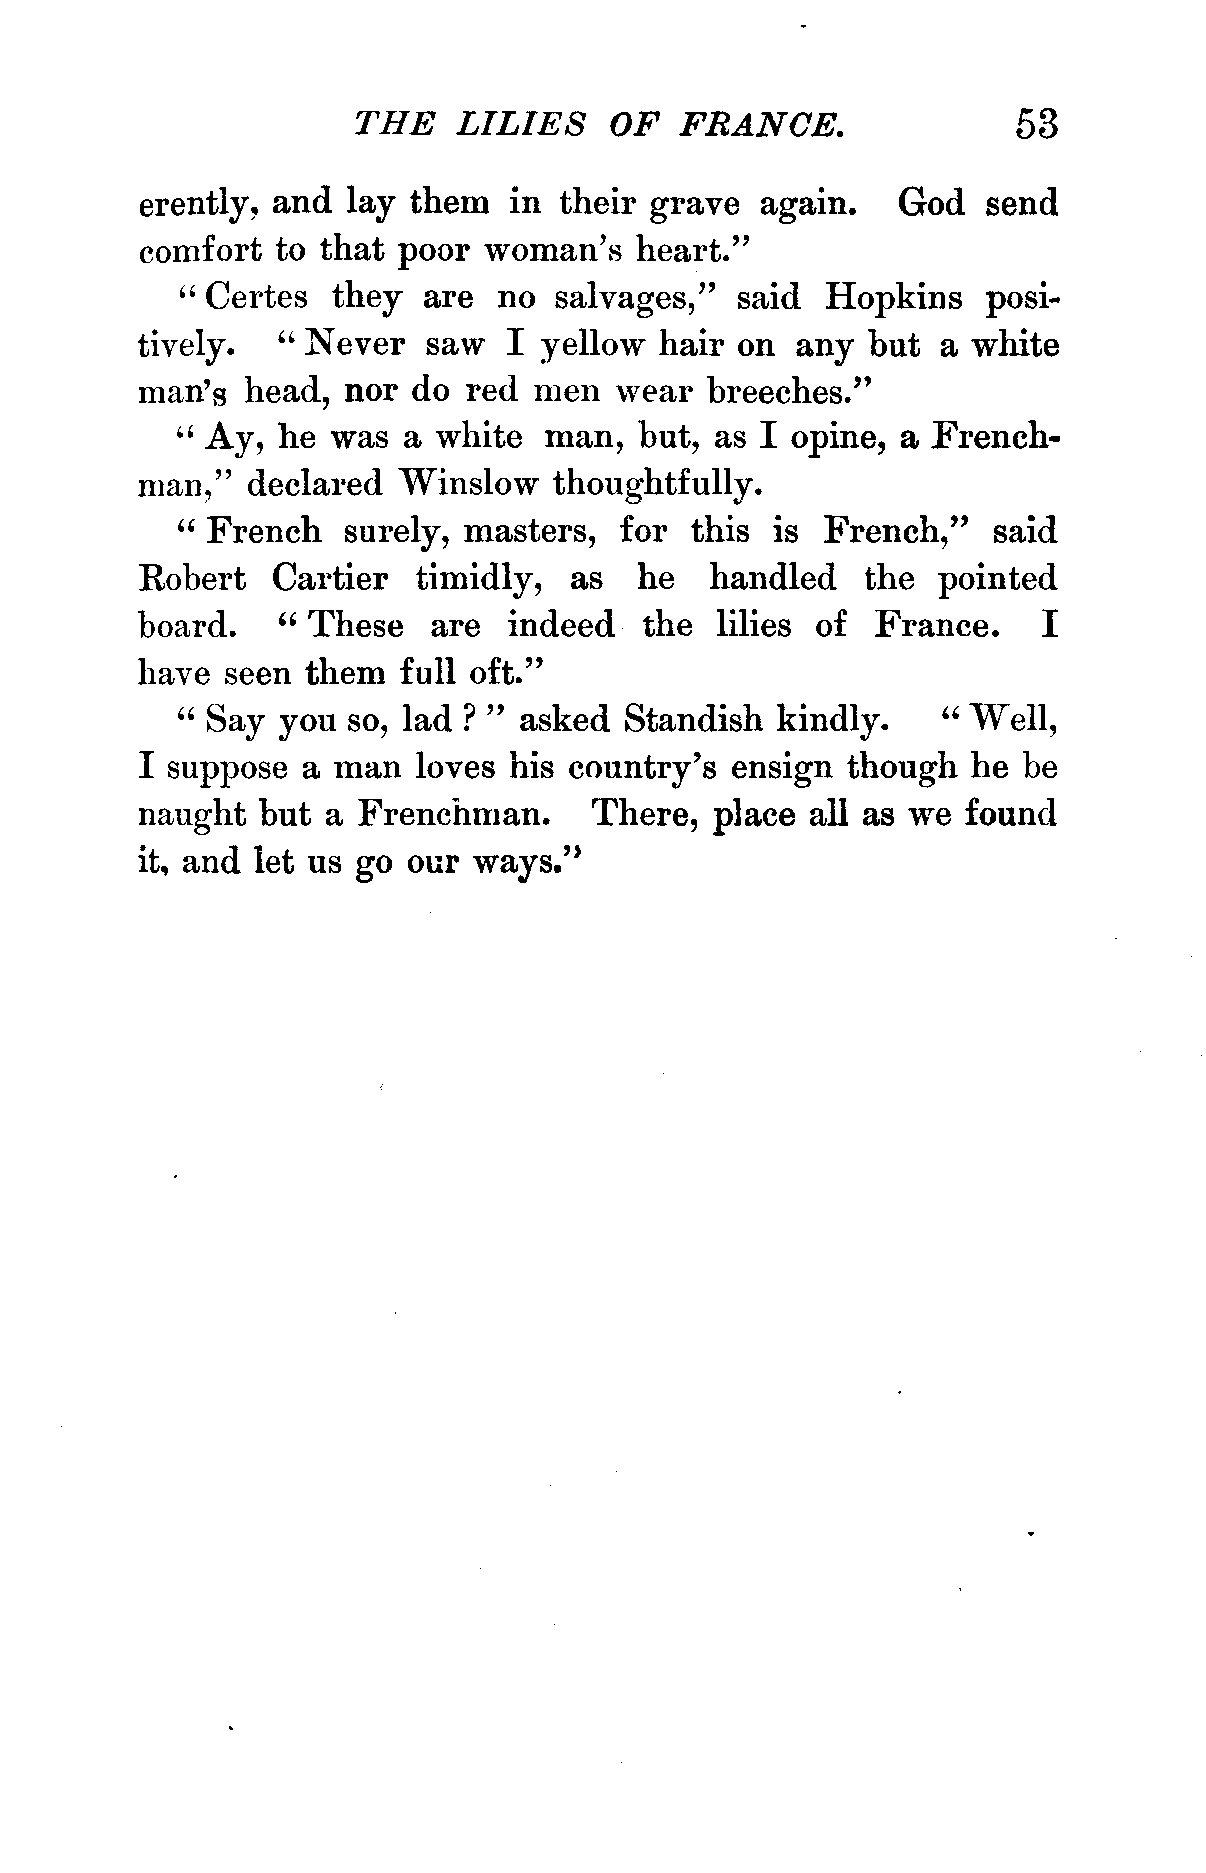 THE LILIES OF FRANCE. 53
erently, and lay them in their grave again. God send
comfort to that poor woman's heart."
"Certes they are no salvages," said Hopkins posi-
tively. "Never saw I yellow hair on any but a white
man's head, nor do red men wear breeches."
"Ay, he was a white man, but, as I opine, a French-
man," declared Winslow thoughtfully.
"French surely, masters, for this is French," said
Robert Cartier timidly, as he handled the pointed
board. "These are indeed the lilies of France. I
have seen them full oft."
"Say you so, lad?" asked Standish kindly. "Well,
I suppose a man loves his country's ensign though he be
naught but a Frenchman. There, place all as we found
it, and let us go our ways."